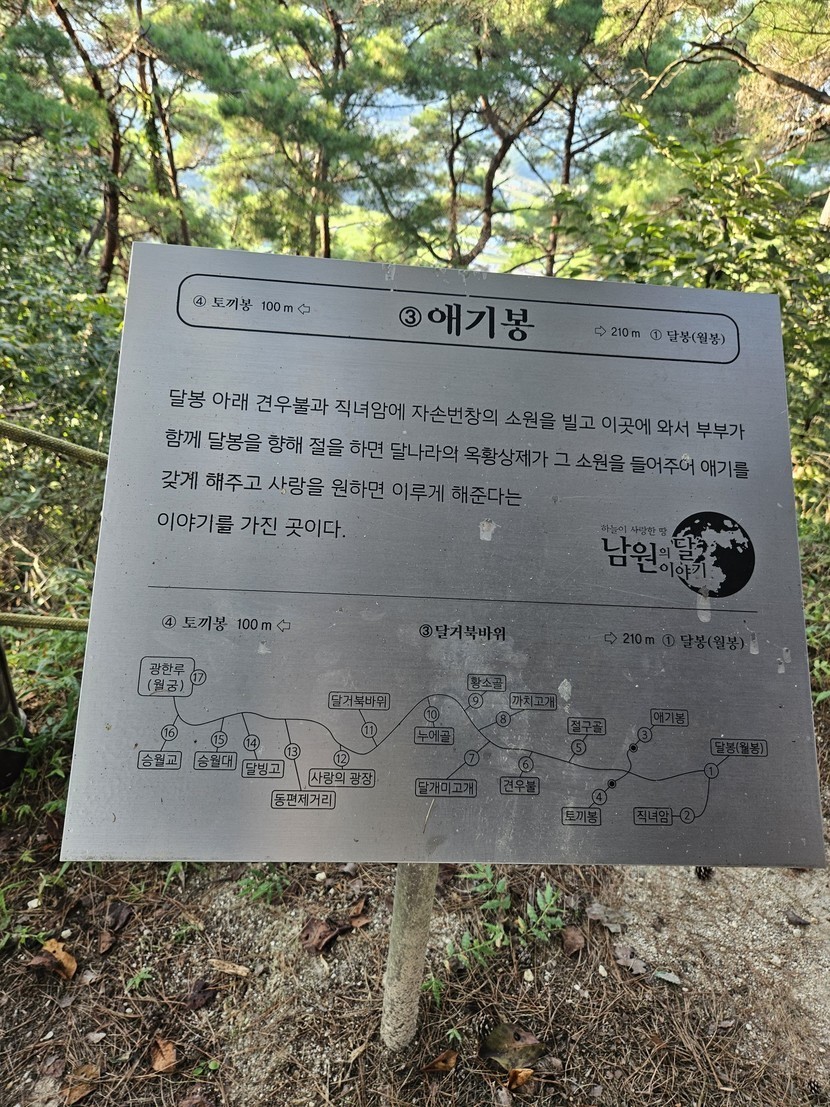 ④ 토끼봉 100m ⇦ ③애기봉 ⇨ 210m ① 달봉(월봉)
달봉 아래 견우불과 직녀암에 자손번창의 소원을 빌고 이곳에 와서 부부가
함께 달봉을 향해 절을 하면 달나라의 옥황상제가 그 소원을 들어주어 애기를
갖게 해주고 사랑을 원하면 이루게 해준다는
이야기를 가진 곳이다.
하늘이 사랑한 땅
남원의 달
이야기
④ 토끼봉 100m ⇦ ③달거북바위 ⇨ 210m ① 달봉(월봉)
광한루
(월궁)
⑰
승월교
⑯
승월대
⑮
달빙고
⑭
동편제거리
⑬
사랑의 광장
⑫
달거북바위
⑪
누에골
⑩
황소골
⑨
까치고개
⑧
달개미고개
⑦
견우불
⑥
절구골
⑤
토끼봉
④
애기봉
③
직녀암
②
달봉(월봉)
①